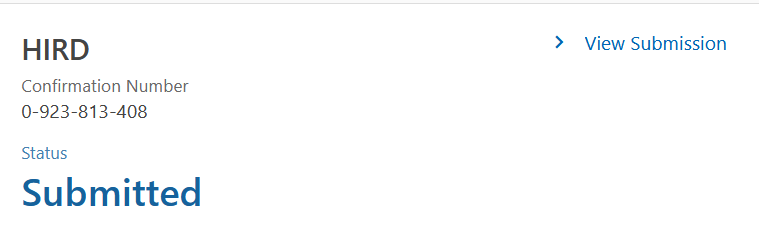 HIRD
View Submission
Confirmation Number
0-923-813-408
Status
Submitted